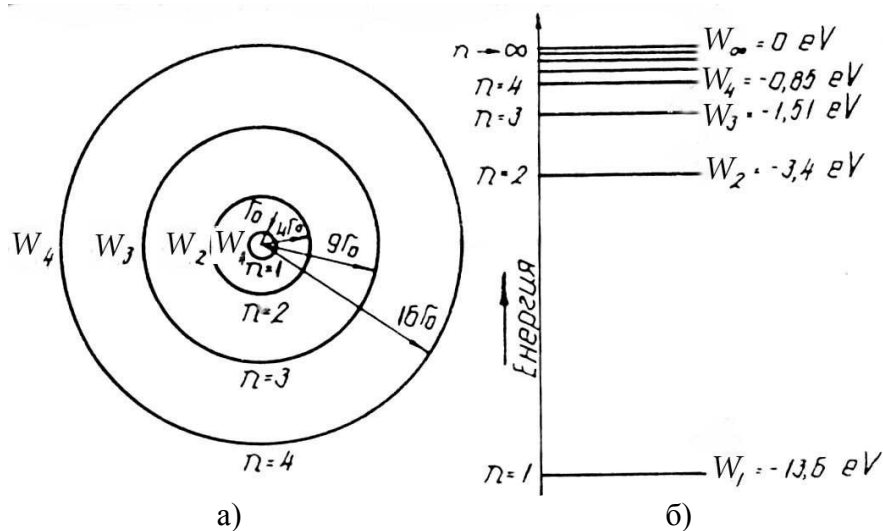 W₄ W₃ W₂ W₁
r₀ 4r₀
9r₀
16r₀
n=1
n=2
n=3
n=4
а)
Енергия
n → ∞ W∞ = 0 eV
n=4 W₄ = -0,85 eV
n=3 W₃ = -1,51 eV
n=2 W₂ = -3,4 eV
n=1 W₁ = -13,6 eV
б)